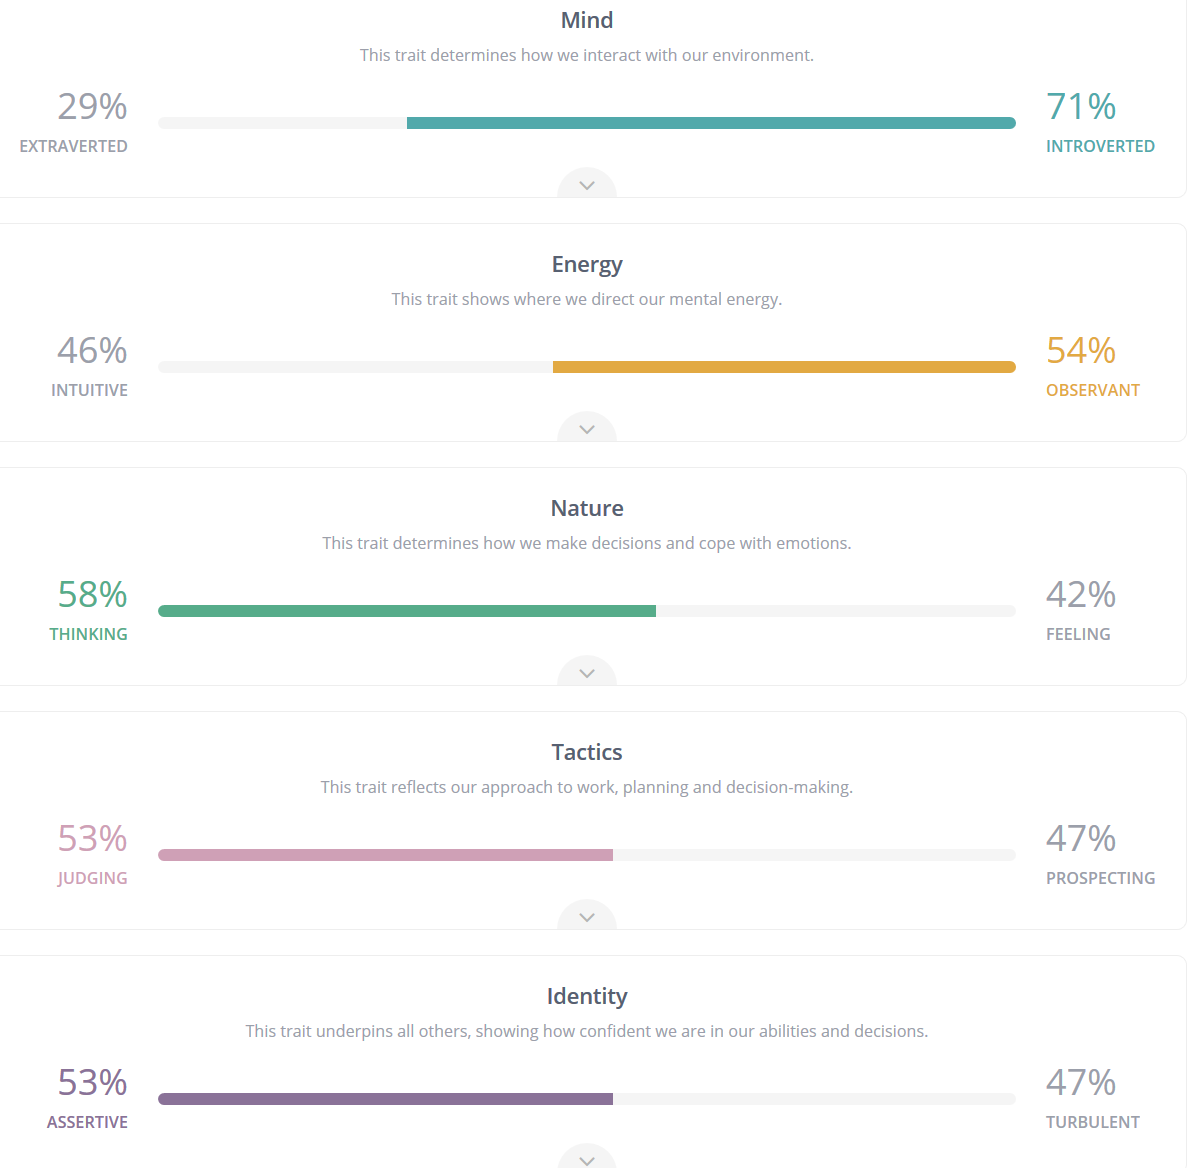 Mind
This trait determines how we interact with our environment.
29%
EXTRAVERTED
71%
INTROVERTED
Energy
This trait shows where we direct our mental energy.
46%
INTUITIVE
54%
OBSERVANT
Nature
This trait determines how we make decisions and cope with emotions.
58%
THINKING
42%
FEELING
Tactics
This trait reflects our approach to work, planning and decision-making.
53%
JUDGING
47%
PROSPECTING
Identity
This trait underpins all others, showing how confident we are in our abilities and decisions.
53%
ASSERTIVE
47%
TURBULENT